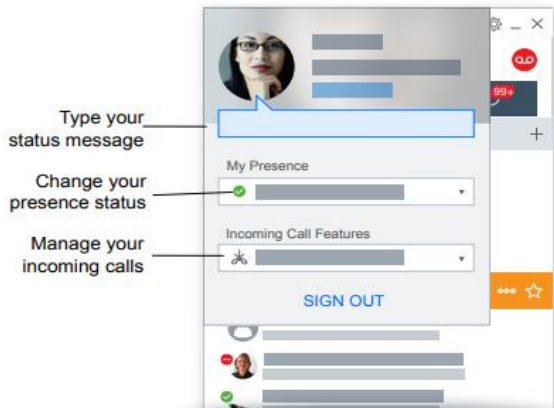 99+
Type your
status message
My Presence
Change your
presence status
Incoming Call Features
Manage your
incoming calls
SIGN OUT